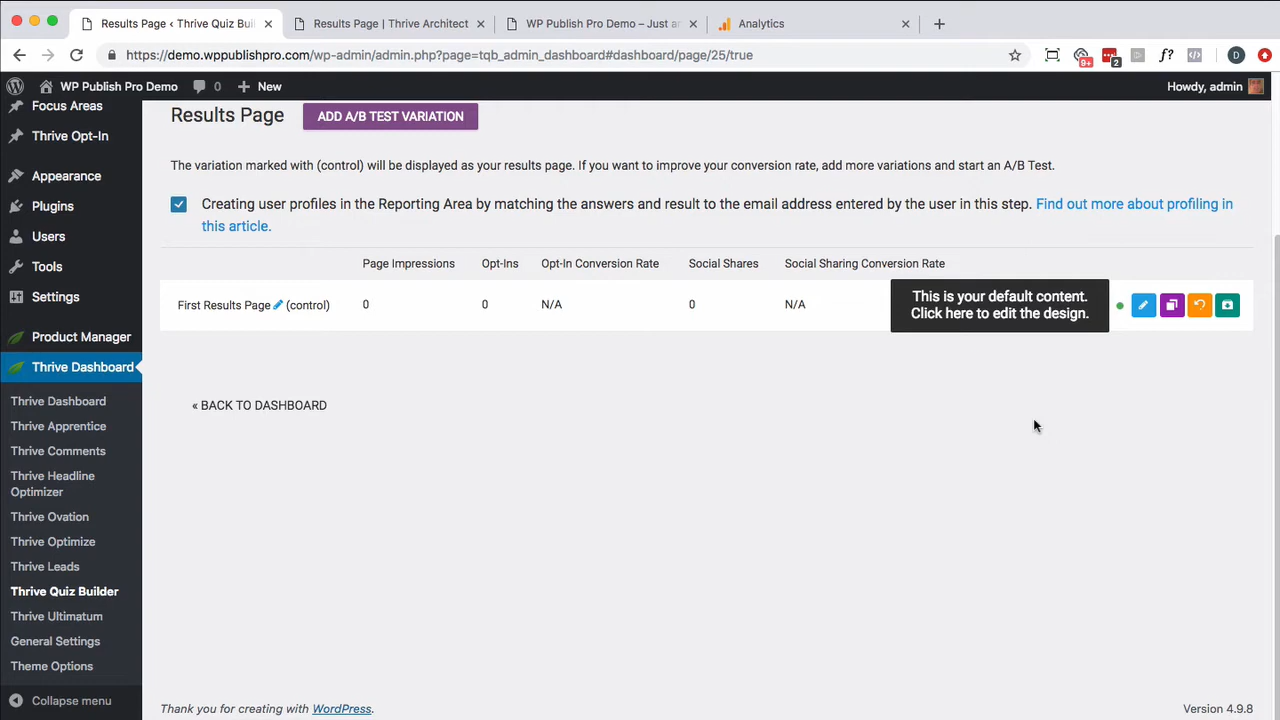 Results Page ‹ Thrive Quiz Buil
Results Page | Thrive Architect
WP Publish Pro Demo – Just an
Analytics
https://demo.wppublishpro.com/wp-admin/admin.php?page=tqb_admin_dashboard#dashboard/page/25/true
9+
2
f?
D
WP Publish Pro Demo
0
New
Howdy, admin
Focus Areas
Thrive Opt-In
Appearance
Plugins
Users
Tools
Settings
Product Manager
Thrive Dashboard
Thrive Dashboard
Thrive Apprentice
Thrive Comments
Thrive Headline
Optimizer
Thrive Ovation
Thrive Optimize
Thrive Leads
Thrive Quiz Builder
Thrive Ultimatum
General Settings
Theme Options
Collapse menu
Results Page
ADD A/B TEST VARIATION
The variation marked with (control) will be displayed as your results page. If you want to improve your conversion rate, add more variations and start an A/B Test.
Creating user profiles in the Reporting Area by matching the answers and result to the email address entered by the user in this step. Find out more about profiling in
this article.
Page Impressions Opt-Ins Opt-In Conversion Rate Social Shares Social Sharing Conversion Rate
First Results Page (control) 0 0 N/A 0 N/A
This is your default content.
Click here to edit the design.
« BACK TO DASHBOARD
Thank you for creating with WordPress.
Version 4.9.8